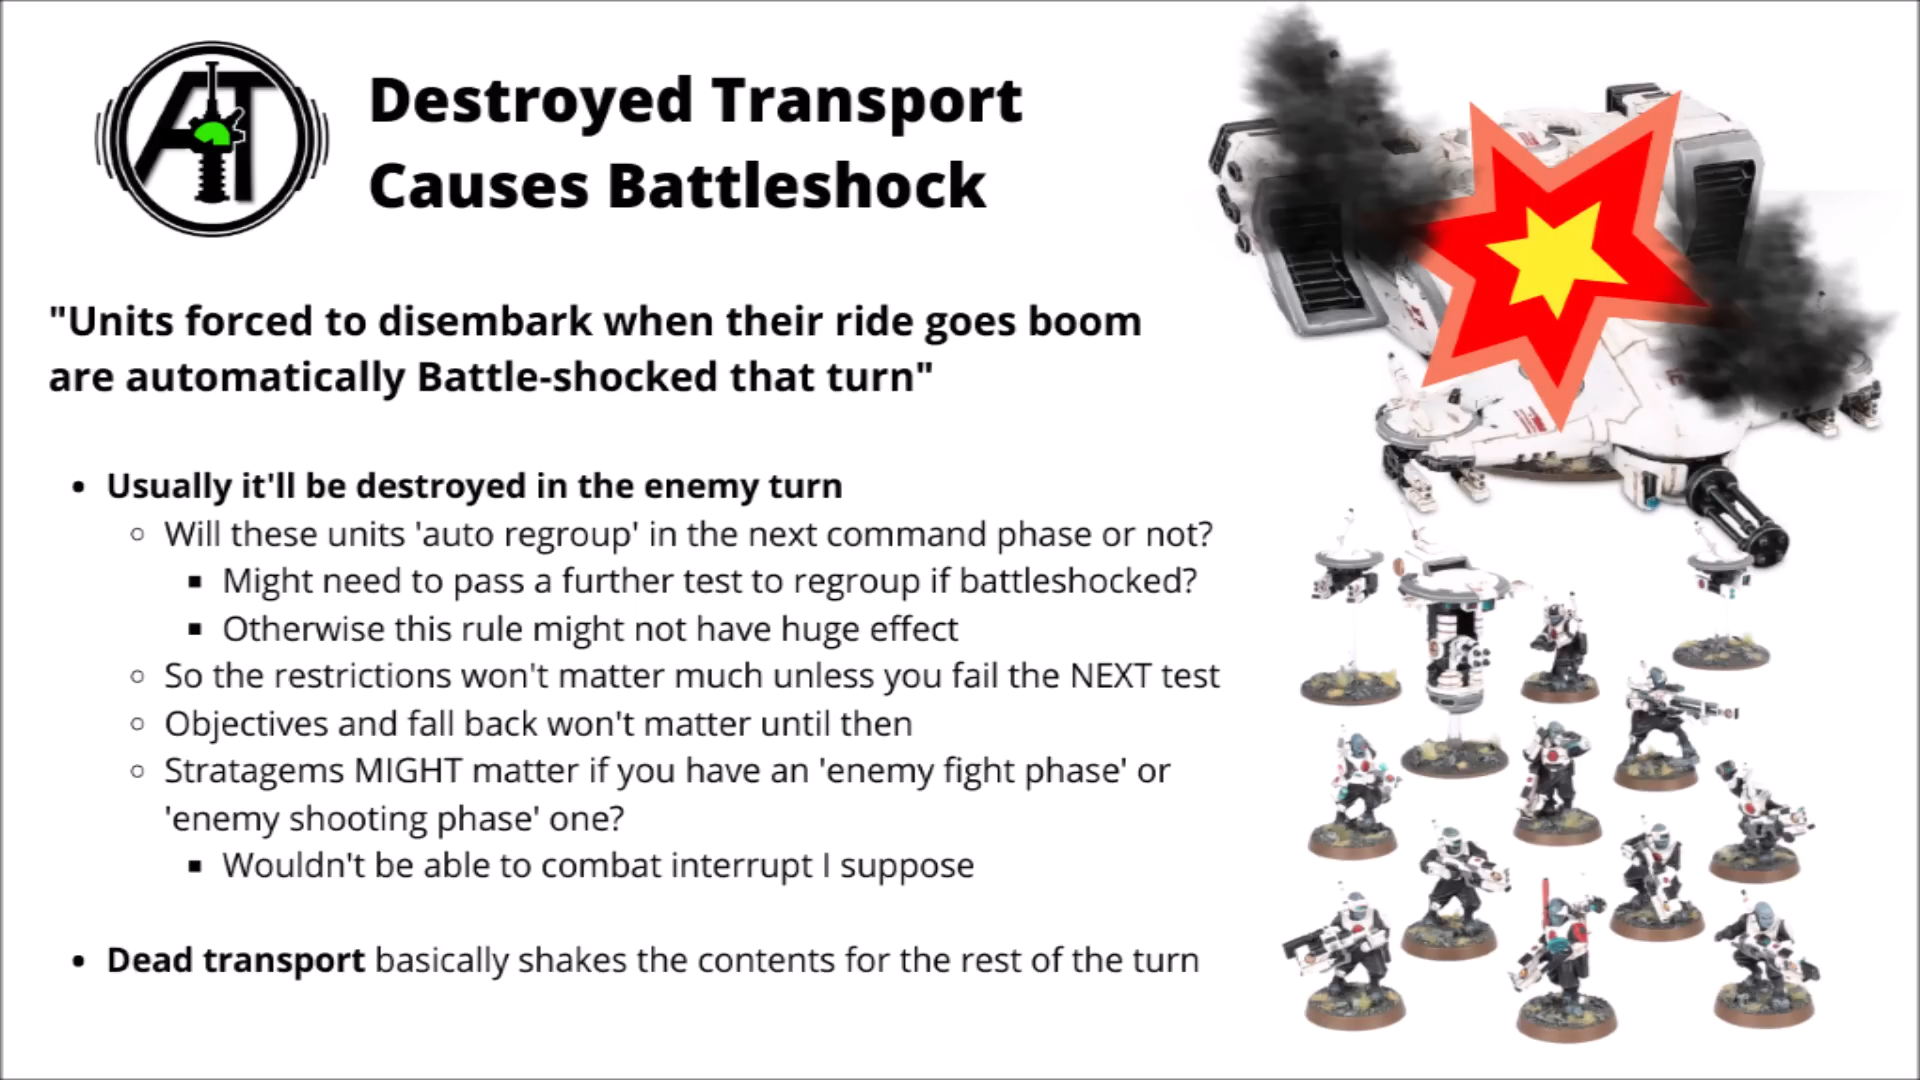 AT
Destroyed Transport
Causes Battleshock
"Units forced to disembark when their ride goes boom
are automatically Battle-shocked that turn"
• Usually it'll be destroyed in the enemy turn
◦ Will these units 'auto regroup' in the next command phase or not?
▪ Might need to pass a further test to regroup if battleshocked?
▪ Otherwise this rule might not have huge effect
◦ So the restrictions won't matter much unless you fail the NEXT test
◦ Objectives and fall back won't matter until then
◦ Stratagems MIGHT matter if you have an 'enemy fight phase' or
'enemy shooting phase' one?
▪ Wouldn't be able to combat interrupt I suppose
• Dead transport basically shakes the contents for the rest of the turn